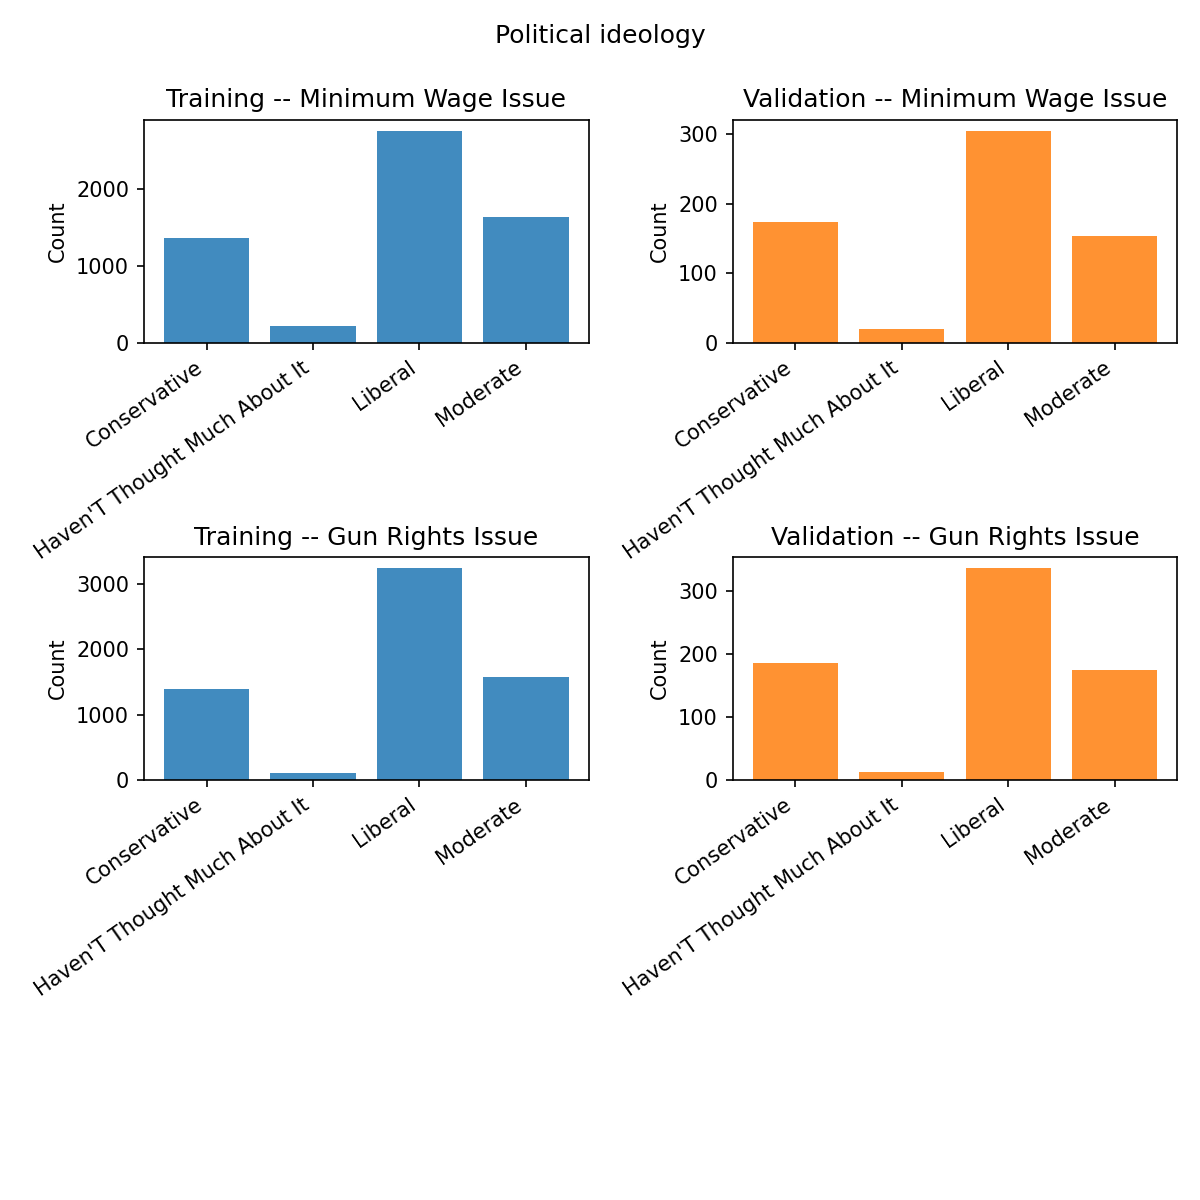 Political ideology
Training -- Minimum Wage Issue
Count
2000
1000
0
Conservative
Haven'T Thought Much About It
Liberal
Moderate
Validation -- Minimum Wage Issue
Count
300
200
100
0
Conservative
Haven'T Thought Much About It
Liberal
Moderate
Training -- Gun Rights Issue
Count
3000
2000
1000
0
Conservative
Haven'T Thought Much About It
Liberal
Moderate
Validation -- Gun Rights Issue
Count
300
200
100
0
Conservative
Haven'T Thought Much About It
Liberal
Moderate